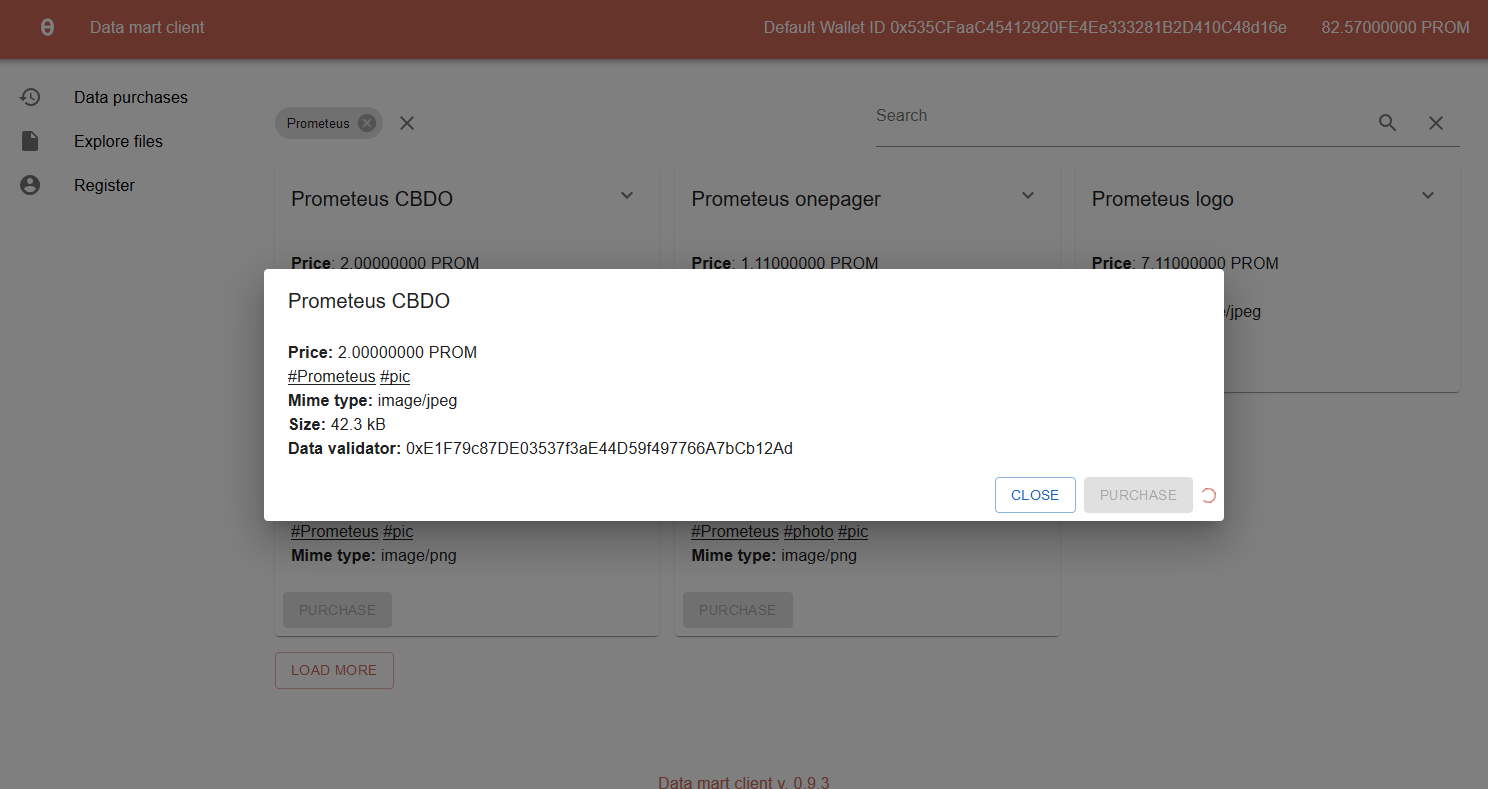 Data mart client
Default Wallet ID 0x535CFaaC45412920FE4Ee333281B2D410C48d16e
82.57000000 PROM
Data purchases
Explore files
Register
Prometeus
Search
Prometeus CBDO
Prometeus onepager
Prometeus logo
Price: 2.00000000 PROM
Price: 1.11000000 PROM
Price: 7.11000000 PROM
/jpeg
Prometeus CBDO
Price: 2.00000000 PROM
#Prometeus #pic
Mime type: image/jpeg
Size: 42.3 kB
Data validator: 0xE1F79c87DE03537f3aE44D59f497766A7bCb12Ad
CLOSE
PURCHASE
#Prometeus #pic
Mime type: image/png
PURCHASE
#Prometeus #photo #pic
Mime type: image/png
PURCHASE
LOAD MORE
Data mart client v. 0.9.3